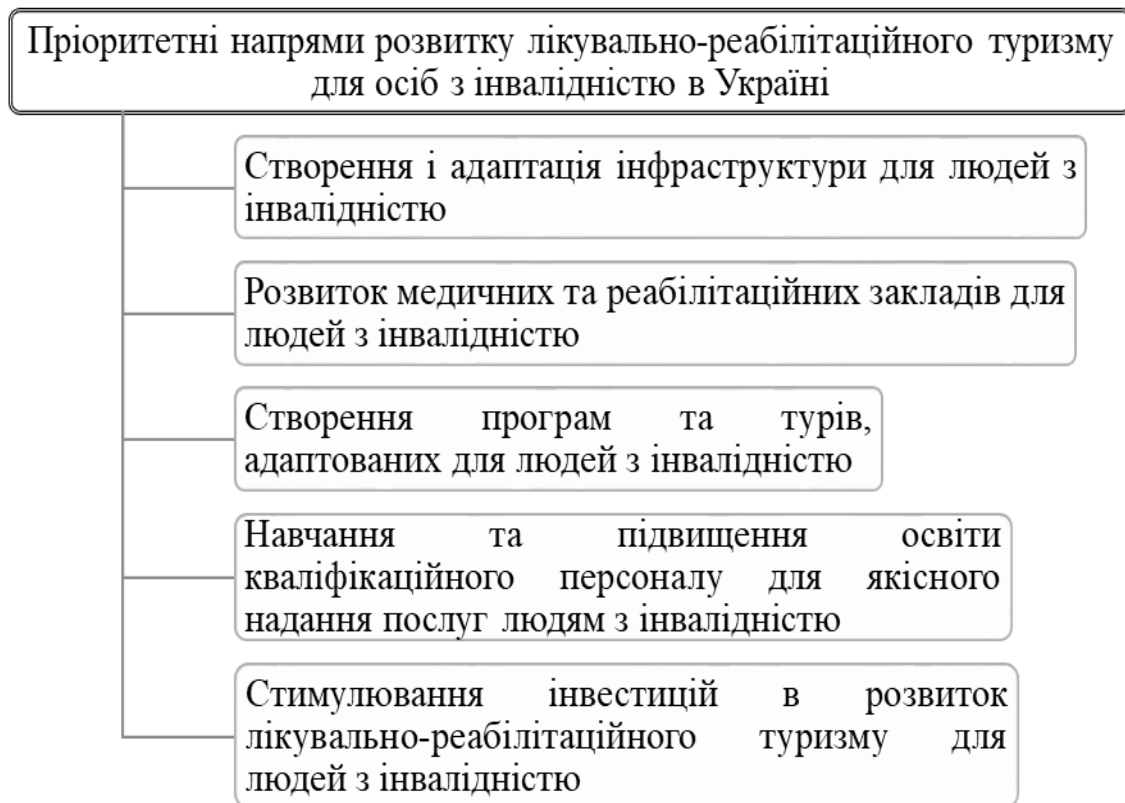 Пріоритетні напрями розвитку лікувально-реабілітаційного туризму
для осіб з інвалідністю в Україні
Створення і адаптація інфраструктури для людей з
інвалідністю
Розвиток медичних та реабілітаційних закладів для
людей з інвалідністю
Створення програм та турів,
адаптованих для людей з інвалідністю
Навчання та підвищення освіти
кваліфікаційного персоналу для якісного
надання послуг людям з інвалідністю
Стимулювання інвестицій в розвиток
лікувально-реабілітаційного туризму для
людей з інвалідністю